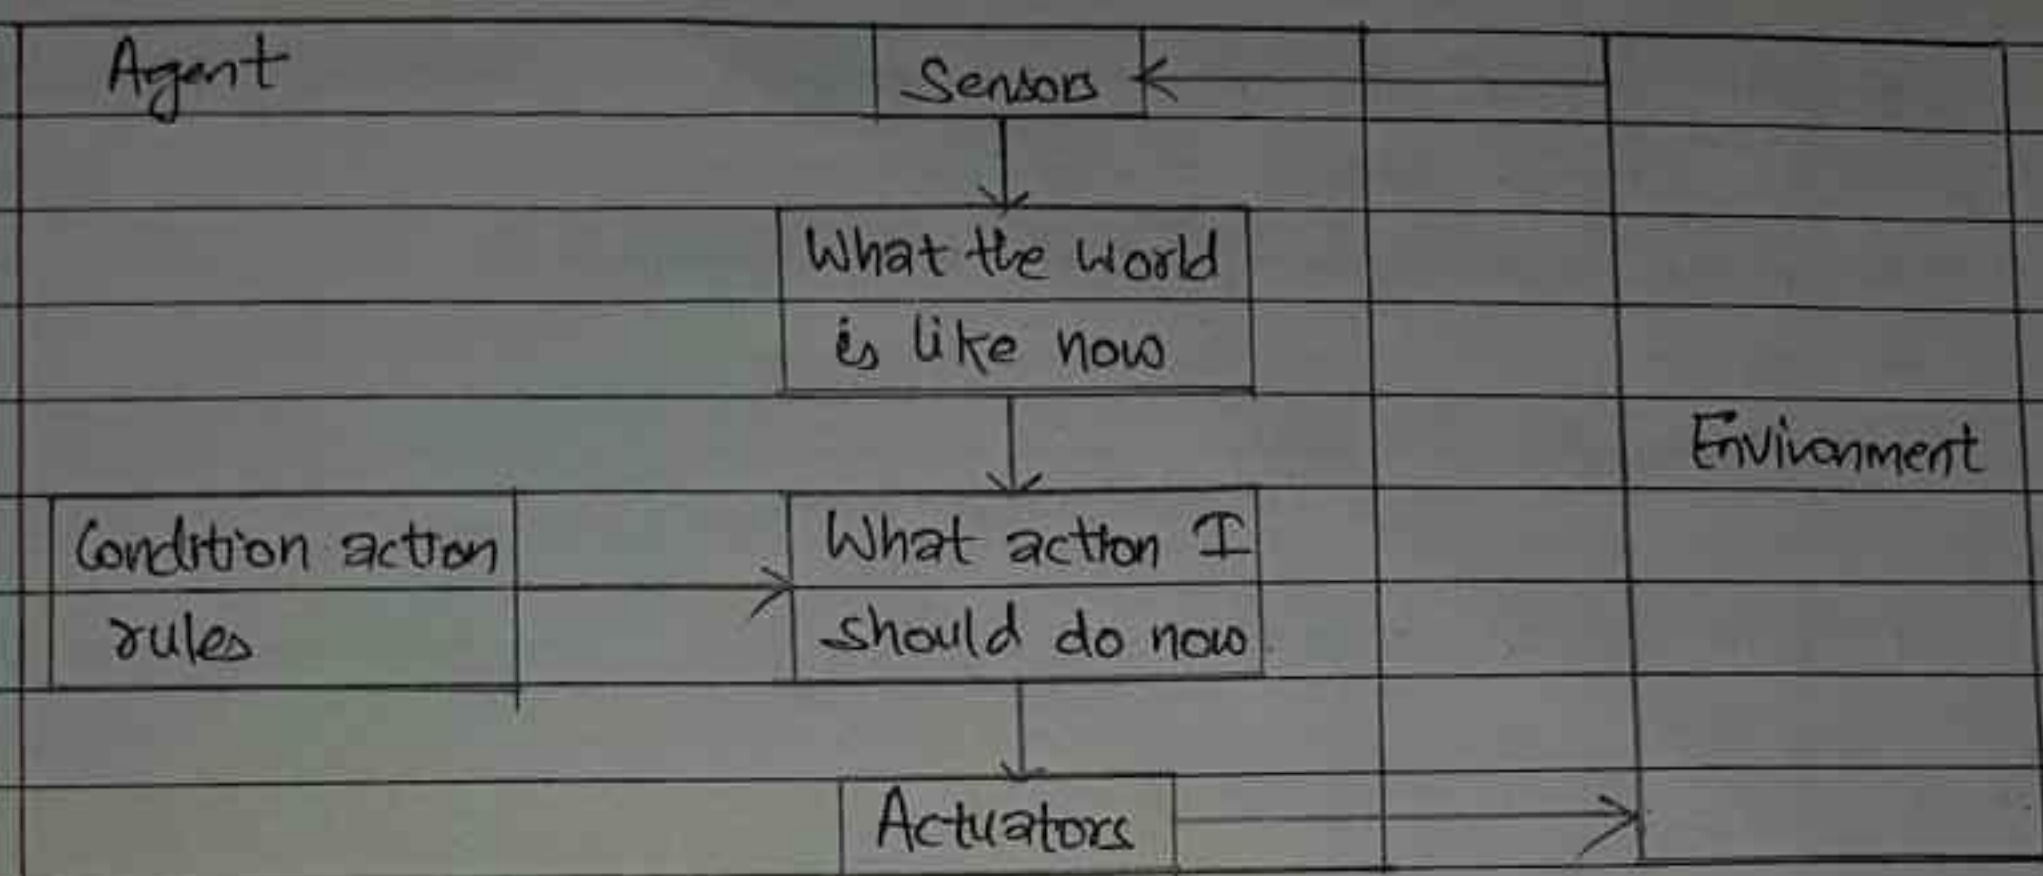 Agent
Sensors
What the world
is like now
Environment
Condition action
rules
What action I
should do now
Actuators